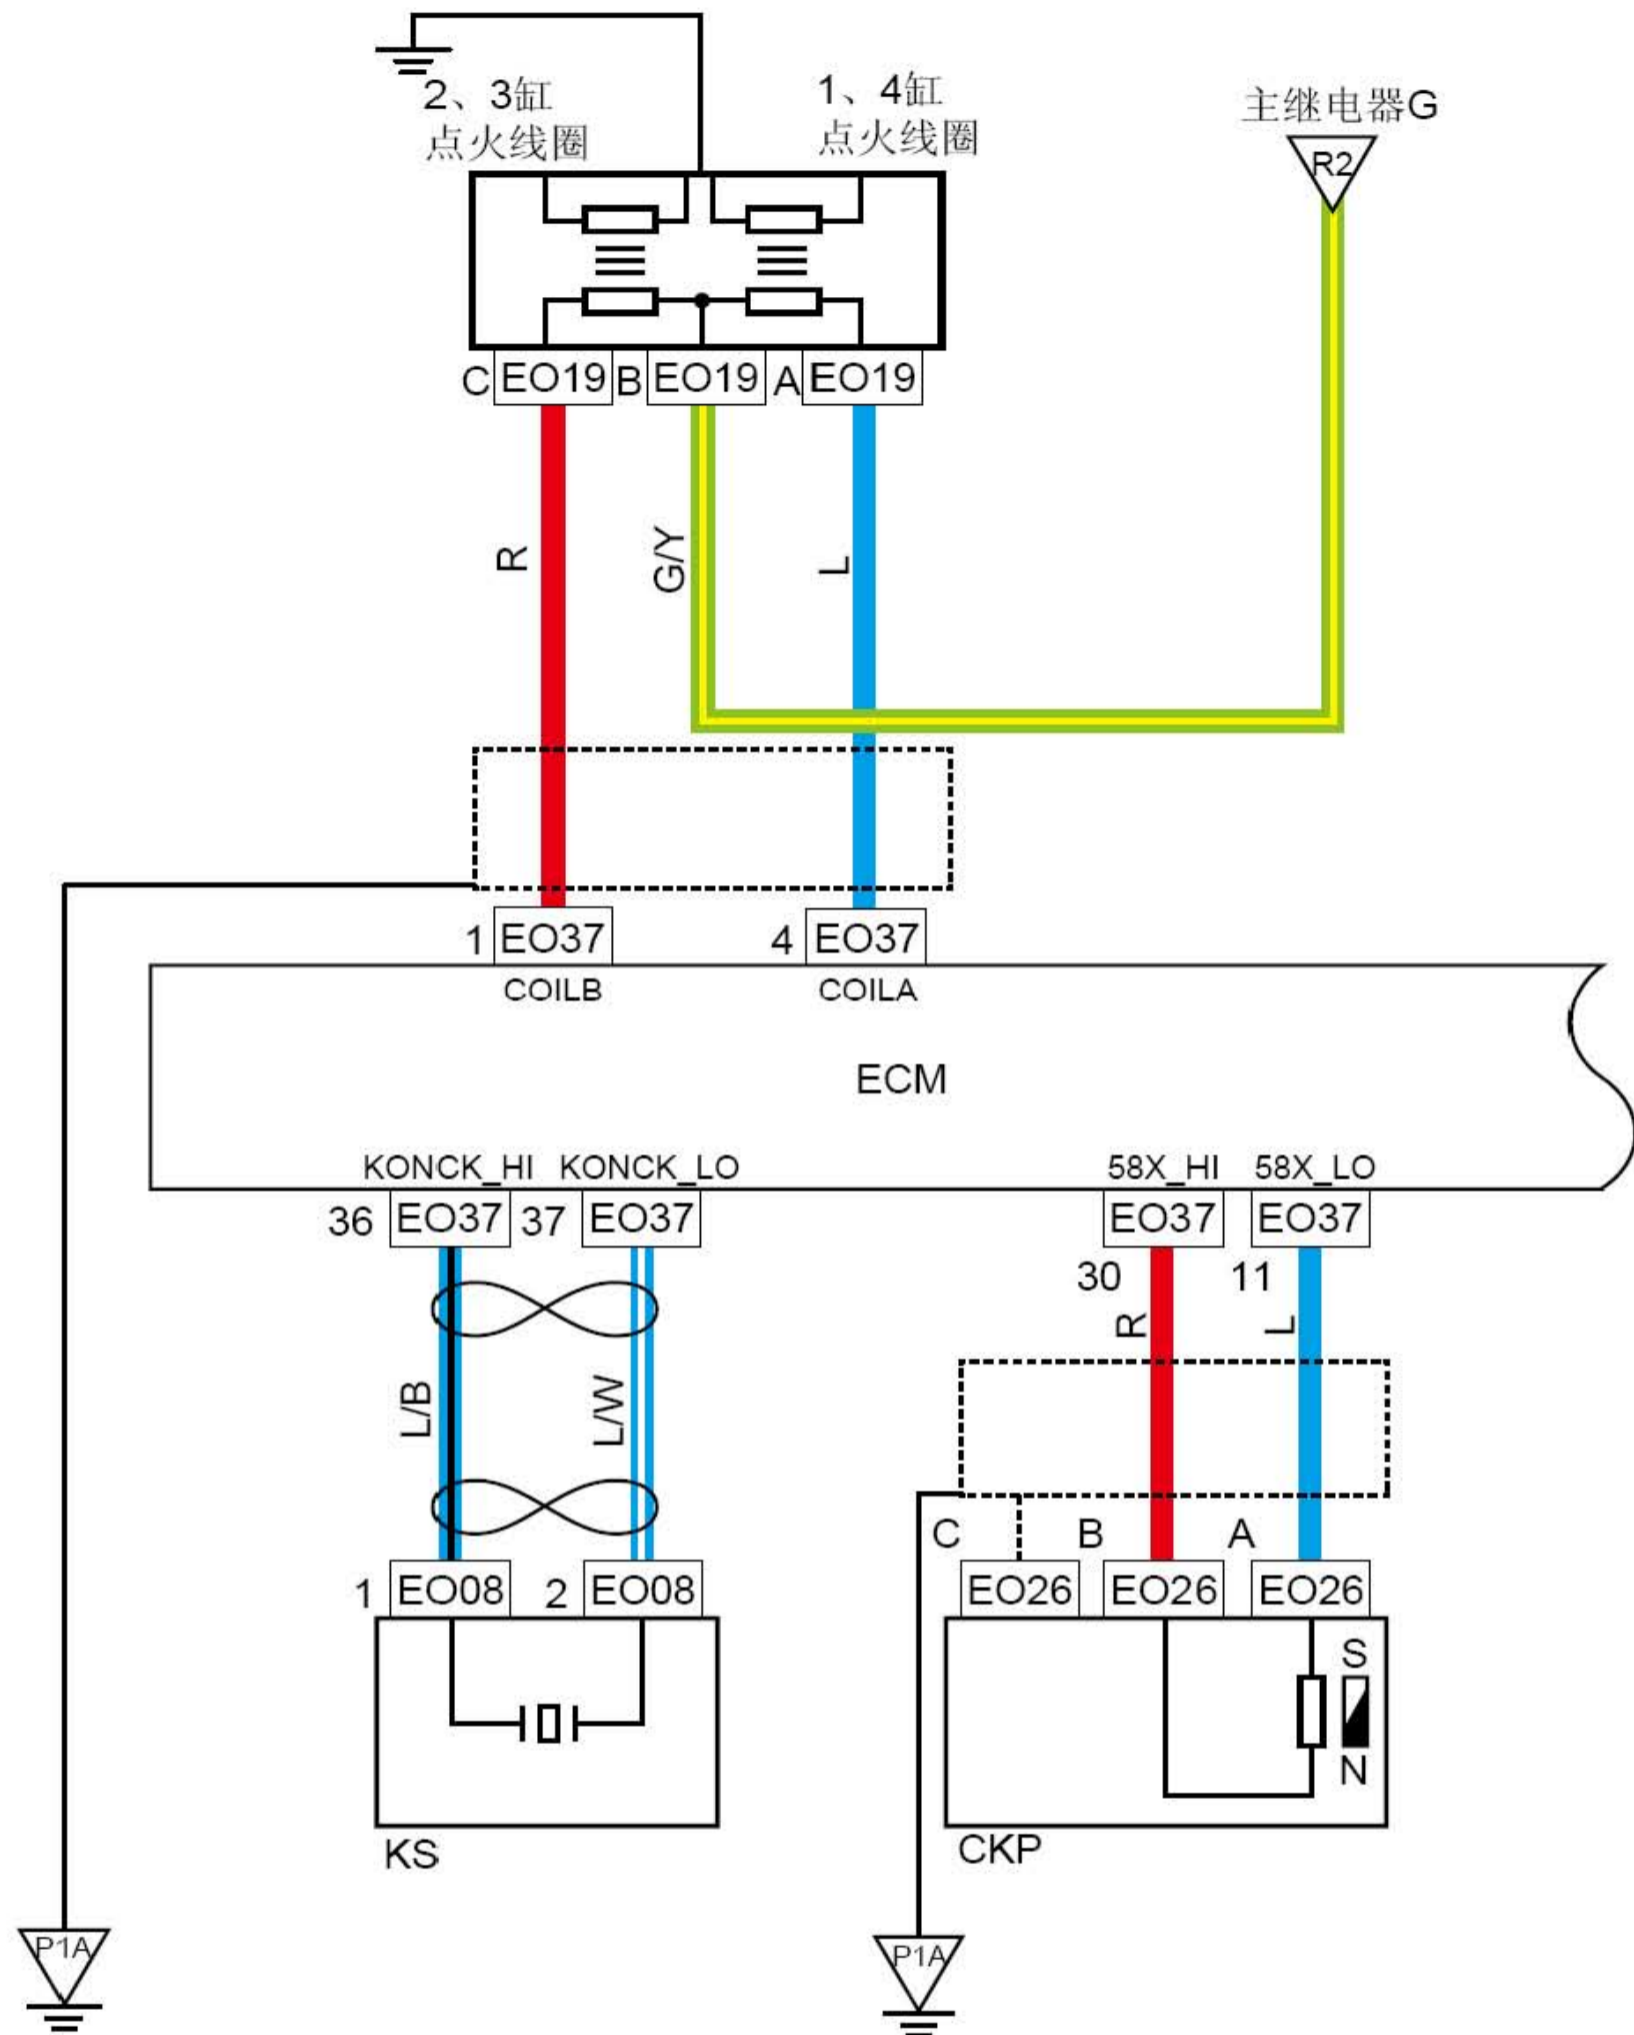 2、3缸
点火线圈
1、4缸
点火线圈
主继电器G
R2
C EO19 B EO19 A EO19
R
G/Y
L
1 EO37 4 EO37
COILB COILA
ECM
KONCK_HI KONCK_LO 58X_HI 58X_LO
36 EO37 37 EO37 EO37 EO37
30 11
R
L
L/B
L/W
C B A
1 EO08 2 EO08 EO26 EO26 EO26
S
N
KS
CKP
P1A
P1A